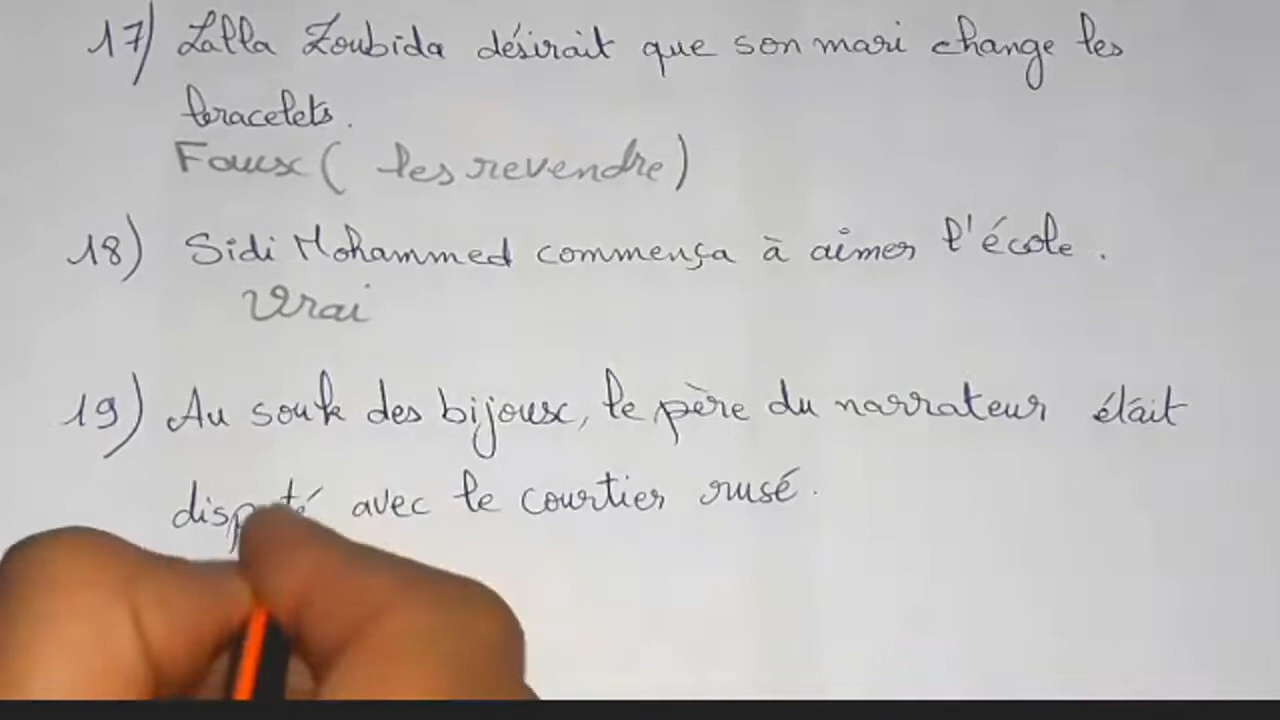 17) Lalla Zoubida désirait que son mari change les
bracelets.
Faux ( les revendre)
18) Sidi Mohammed commença à aimer l'école.
Vrai
19) Au souk des bijoux, le père du narrateur était
disputé avec le courtier rusé.